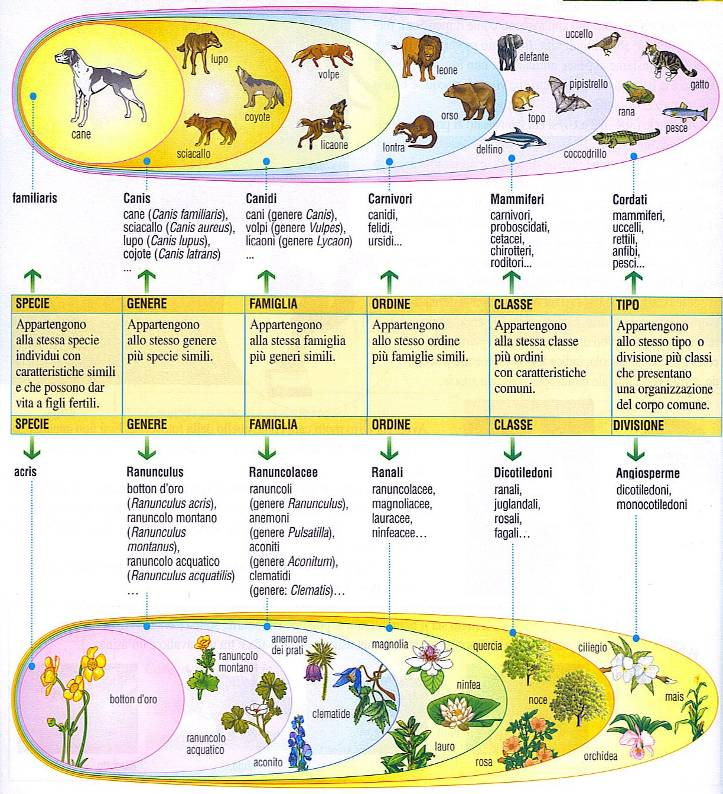 cane
lupo
coyote
sciacallo
volpe
licaone
leone
orso
lontra
elefante
pipistrello
topo
delfino
uccello
gatto
rana
pesce
coccodrillo
familiaris
Canis
cane (Canis familiaris),
sciacallo (Canis aureus),
lupo (Canis lupus),
cojote (Canis latrans)
...
Canidi
cani (genere Canis),
volpi (genere Vulpes),
licaoni (genere Lycaon)
...
Carnivori
canidi,
felidi,
ursidi...
Mammiferi
carnivori,
proboscidati,
cetacei,
chirotteri,
roditori...
Cordati
mammiferi,
uccelli,
rettili,
anfibi,
pesci...
SPECIE
GENERE
FAMIGLIA
ORDINE
CLASSE
TIPO
Appartengono
alla stessa specie
individui con
caratteristiche simili
e che possono dar
vita a figli fertili.
Appartengono
allo stesso genere
più specie simili.
Appartengono
alla stessa famiglia
più generi simili.
Appartengono
allo stesso ordine
più famiglie simili.
Appartengono
alla stessa classe
più ordini
con caratteristiche
comuni.
Appartengono
allo stesso tipo o
divisione più classi
che presentano
una organizzazione
del corpo comune.
SPECIE
GENERE
FAMIGLIA
ORDINE
CLASSE
DIVISIONE
acris
Ranunculus
botton d'oro
(Ranunculus acris),
ranuncolo montano
(Ranunculus
montanus),
ranuncolo acquatico
(Ranunculus acquatilis)
...
Ranuncolacee
ranuncoli
(genere Ranunculus),
anemoni
(genere Pulsatilla),
aconiti
(genere Aconitum),
clematidi
(genere: Clematis)...
Ranali
ranuncolacee,
magnoliacee,
lauracee,
ninfeacee...
Dicotiledoni
ranali,
juglandali,
rosali,
fagali...
Angiosperme
dicotiledoni,
monocotiledoni
botton d'oro
ranuncolo
montano
ranuncolo
acquatico
anemone
dei prati
clematide
aconito
magnolia
ninfea
lauro
quercia
noce
rosa
ciliegio
mais
orchidea